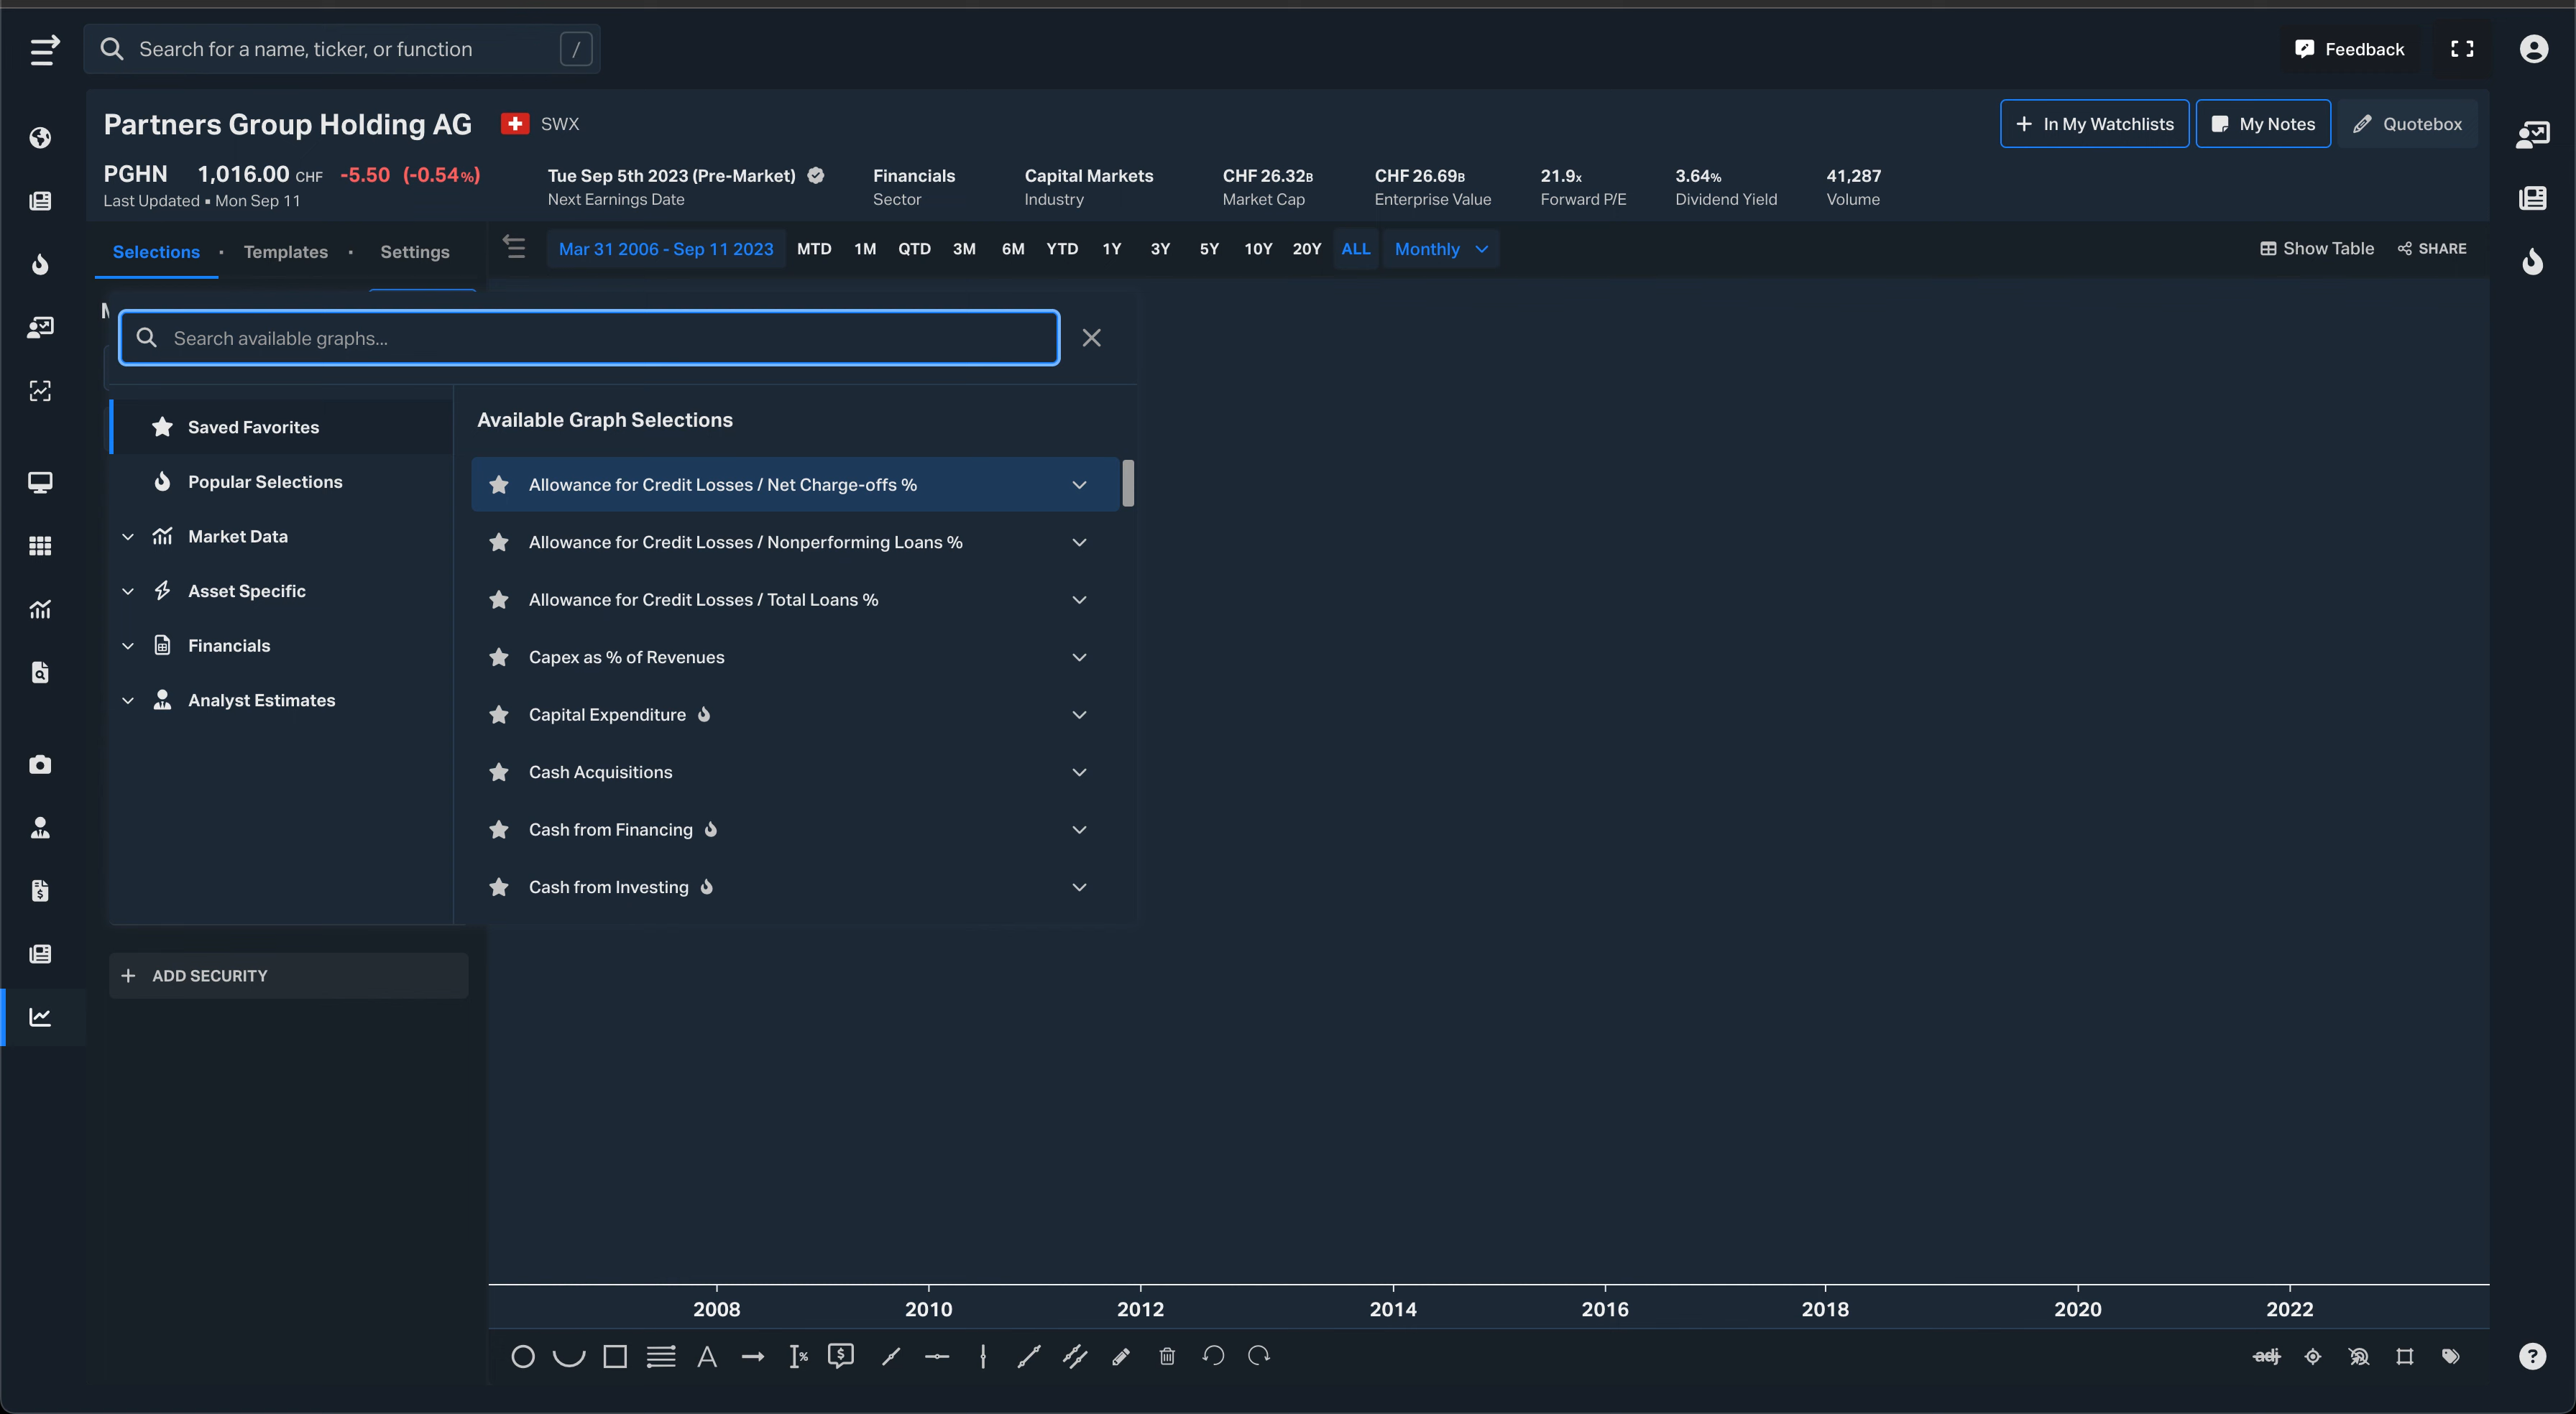 Search for a name, ticker, or function /
Feedback
Partners Group Holding AG SWX
+ In My Watchlists
My Notes
Quotebox
PGHN 1,016.00 CHF -5.50 (-0.54%)
Last Updated ▪ Mon Sep 11
Tue Sep 5th 2023 (Pre-Market)
Next Earnings Date
Financials
Sector
Capital Markets
Industry
CHF 26.32B
Market Cap
CHF 26.69B
Enterprise Value
21.9x
Forward P/E
3.64%
Dividend Yield
41,287
Volume
Selections · Templates · Settings
Mar 31 2006 - Sep 11 2023 MTD 1M QTD 3M 6M YTD 1Y 3Y 5Y 10Y 20Y ALL Monthly
Show Table
SHARE
Search available graphs...
Saved Favorites
Popular Selections
Market Data
Asset Specific
Financials
Analyst Estimates
Available Graph Selections
Allowance for Credit Losses / Net Charge-offs %
Allowance for Credit Losses / Nonperforming Loans %
Allowance for Credit Losses / Total Loans %
Capex as % of Revenues
Capital Expenditure
Cash Acquisitions
Cash from Financing
Cash from Investing
+ ADD SECURITY
2008 2010 2012 2014 2016 2018 2020 2022
adj